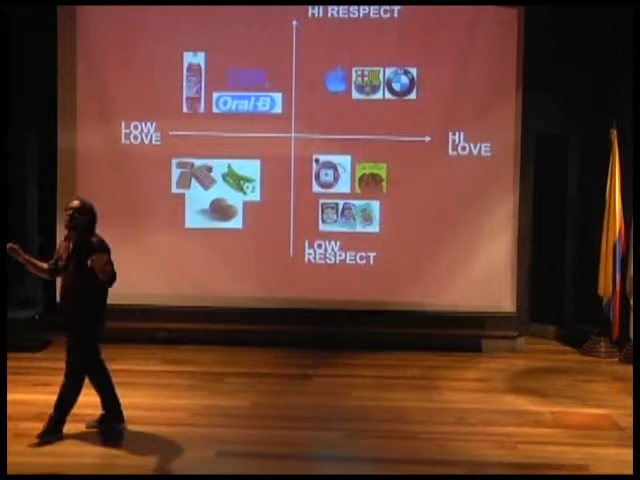 HI RESPECT
Oral-B
LOW
LOVE
HI
LOVE
LOW
RESPECT